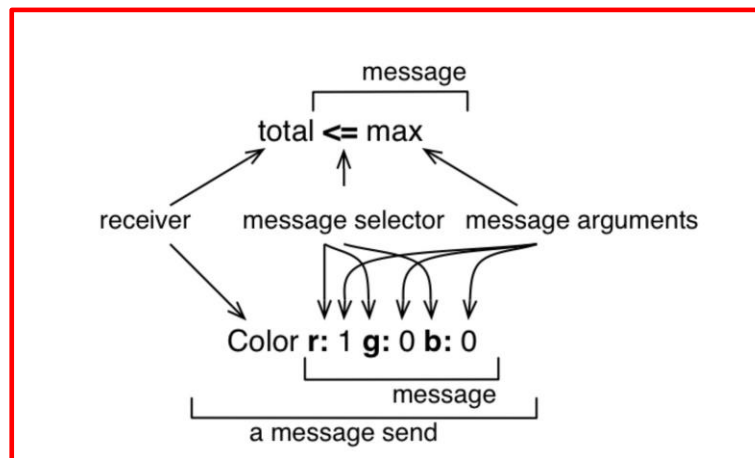 message
total <= max
receiver message selector message arguments
Color r: 1 g: 0 b: 0
message
a message send